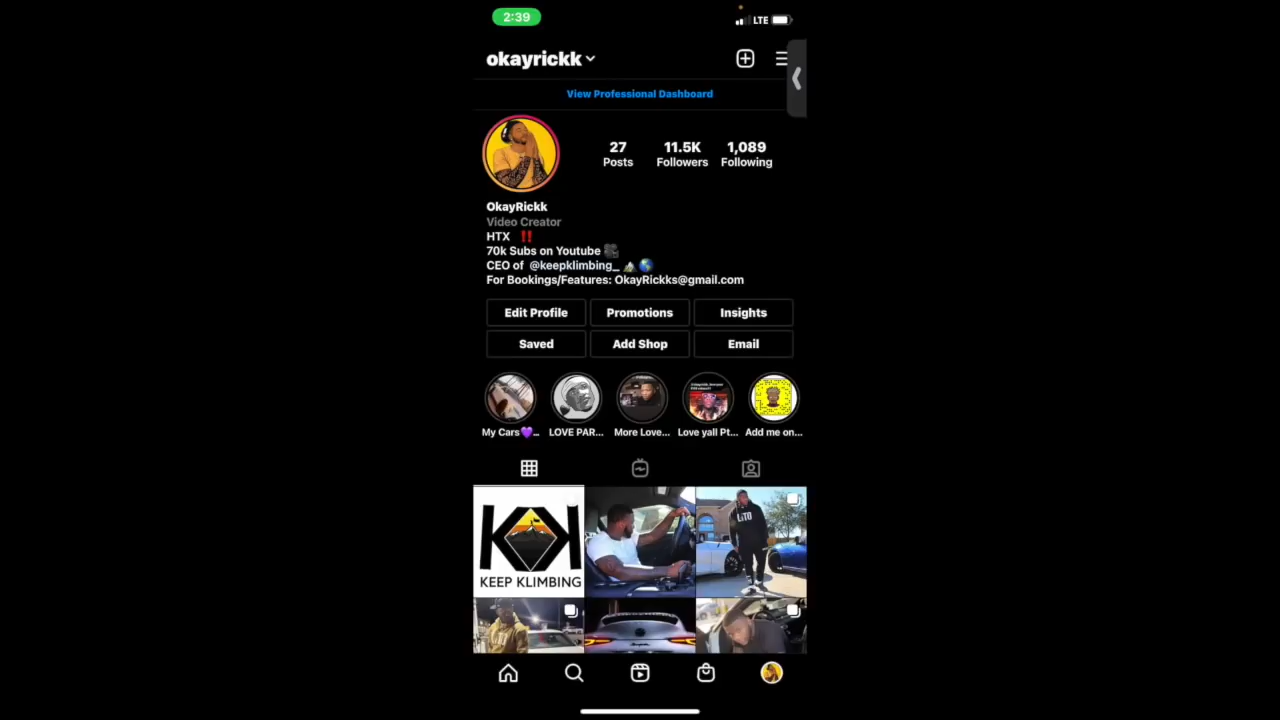 2:39
LTE
okayrickk
View Professional Dashboard
27 11.5K 1,089
Posts Followers Following
OkayRickk
Video Creator
HTX ‼️
70k Subs on Youtube
CEO of @keepklimbing_
For Bookings/Features: OkayRickks@gmail.com
Edit Profile Promotions Insights
Saved Add Shop Email
My Cars💜... LOVE PAR... More Love... Love yall Pt... Add me on...
LITO
KK
KEEP KLIMBING